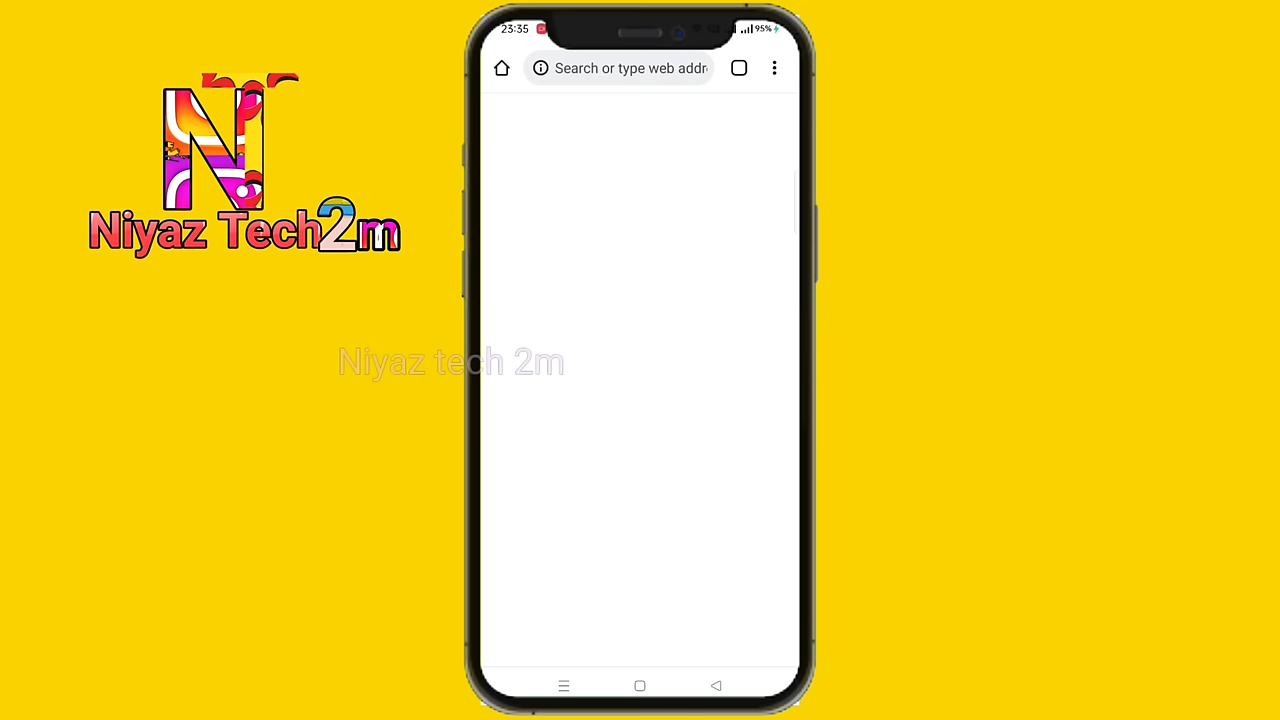 23:35
95%
Search or type web addr
N
Niyaz Tech2m
Niyaz tech 2m